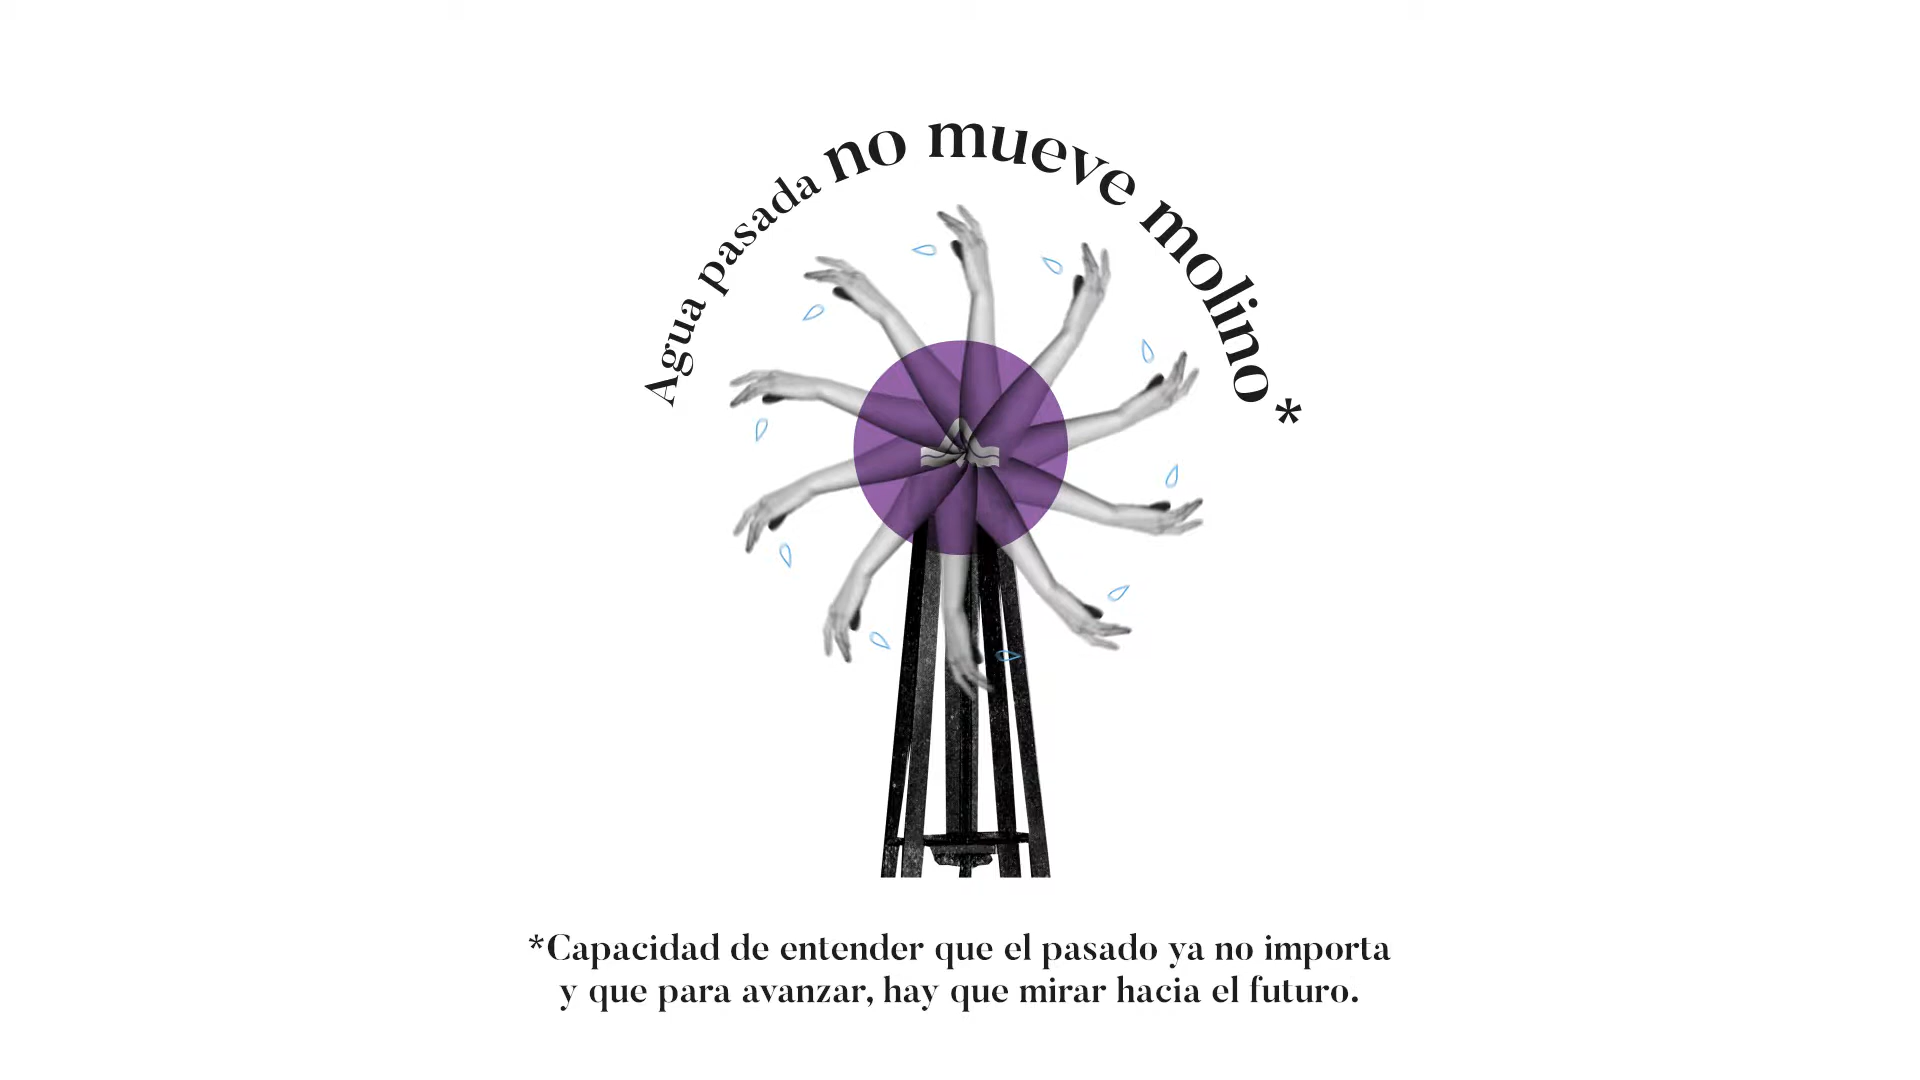 Agua pasada no mueve molino*
*Capacidad de entender que el pasado ya no importa
y que para avanzar, hay que mirar hacia el futuro.